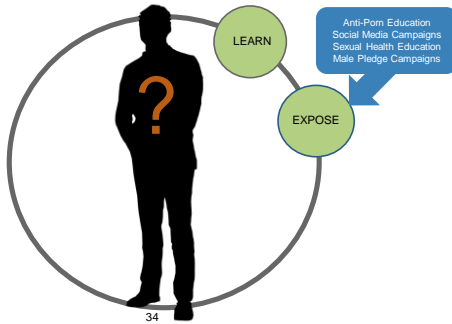 Anti-Porn Education
Social Media Campaigns
Sexual Health Education
Male Pledge Campaigns
LEARN
EXPOSE
?
34